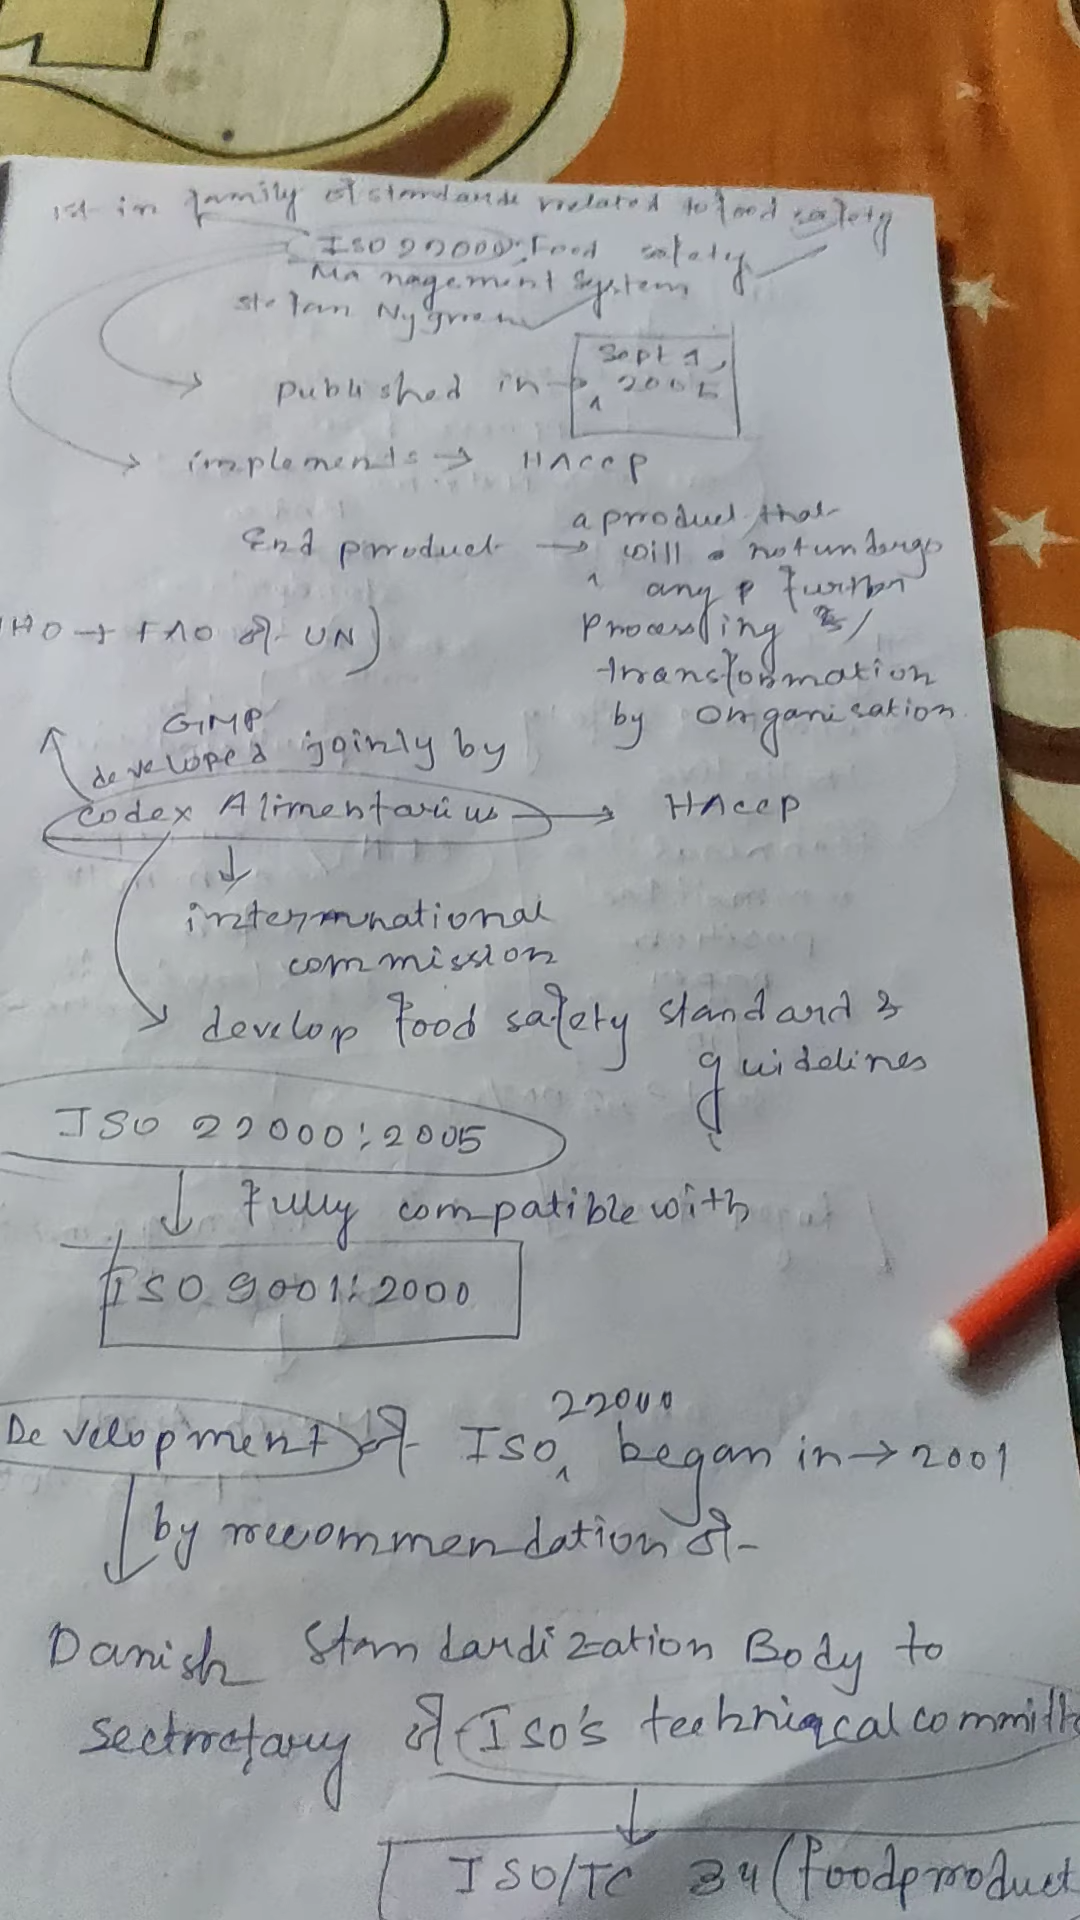 1st in family of standards related to food safety
ISO 22000: Food safety
Management System
stefan Nygren
published in → Sept 1,
2005
implements → HACCP
End product → a product that
will not undergo
any p further
Processing &/
transformation
by organisation
HO + FAO of UN)
GMP
developed jointly by
Codex Alimentarius → HACCP
international
commission
develop food safety standard &
guidelines
ISO 22000:2005
Fully compatible with
ISO 9001:2000
22000
Development of ISO began in → 2001
by recommendation of
Danish Standardization Body to
secretary of ISO's technical committe
ISO/TC 34 (Foodproduct